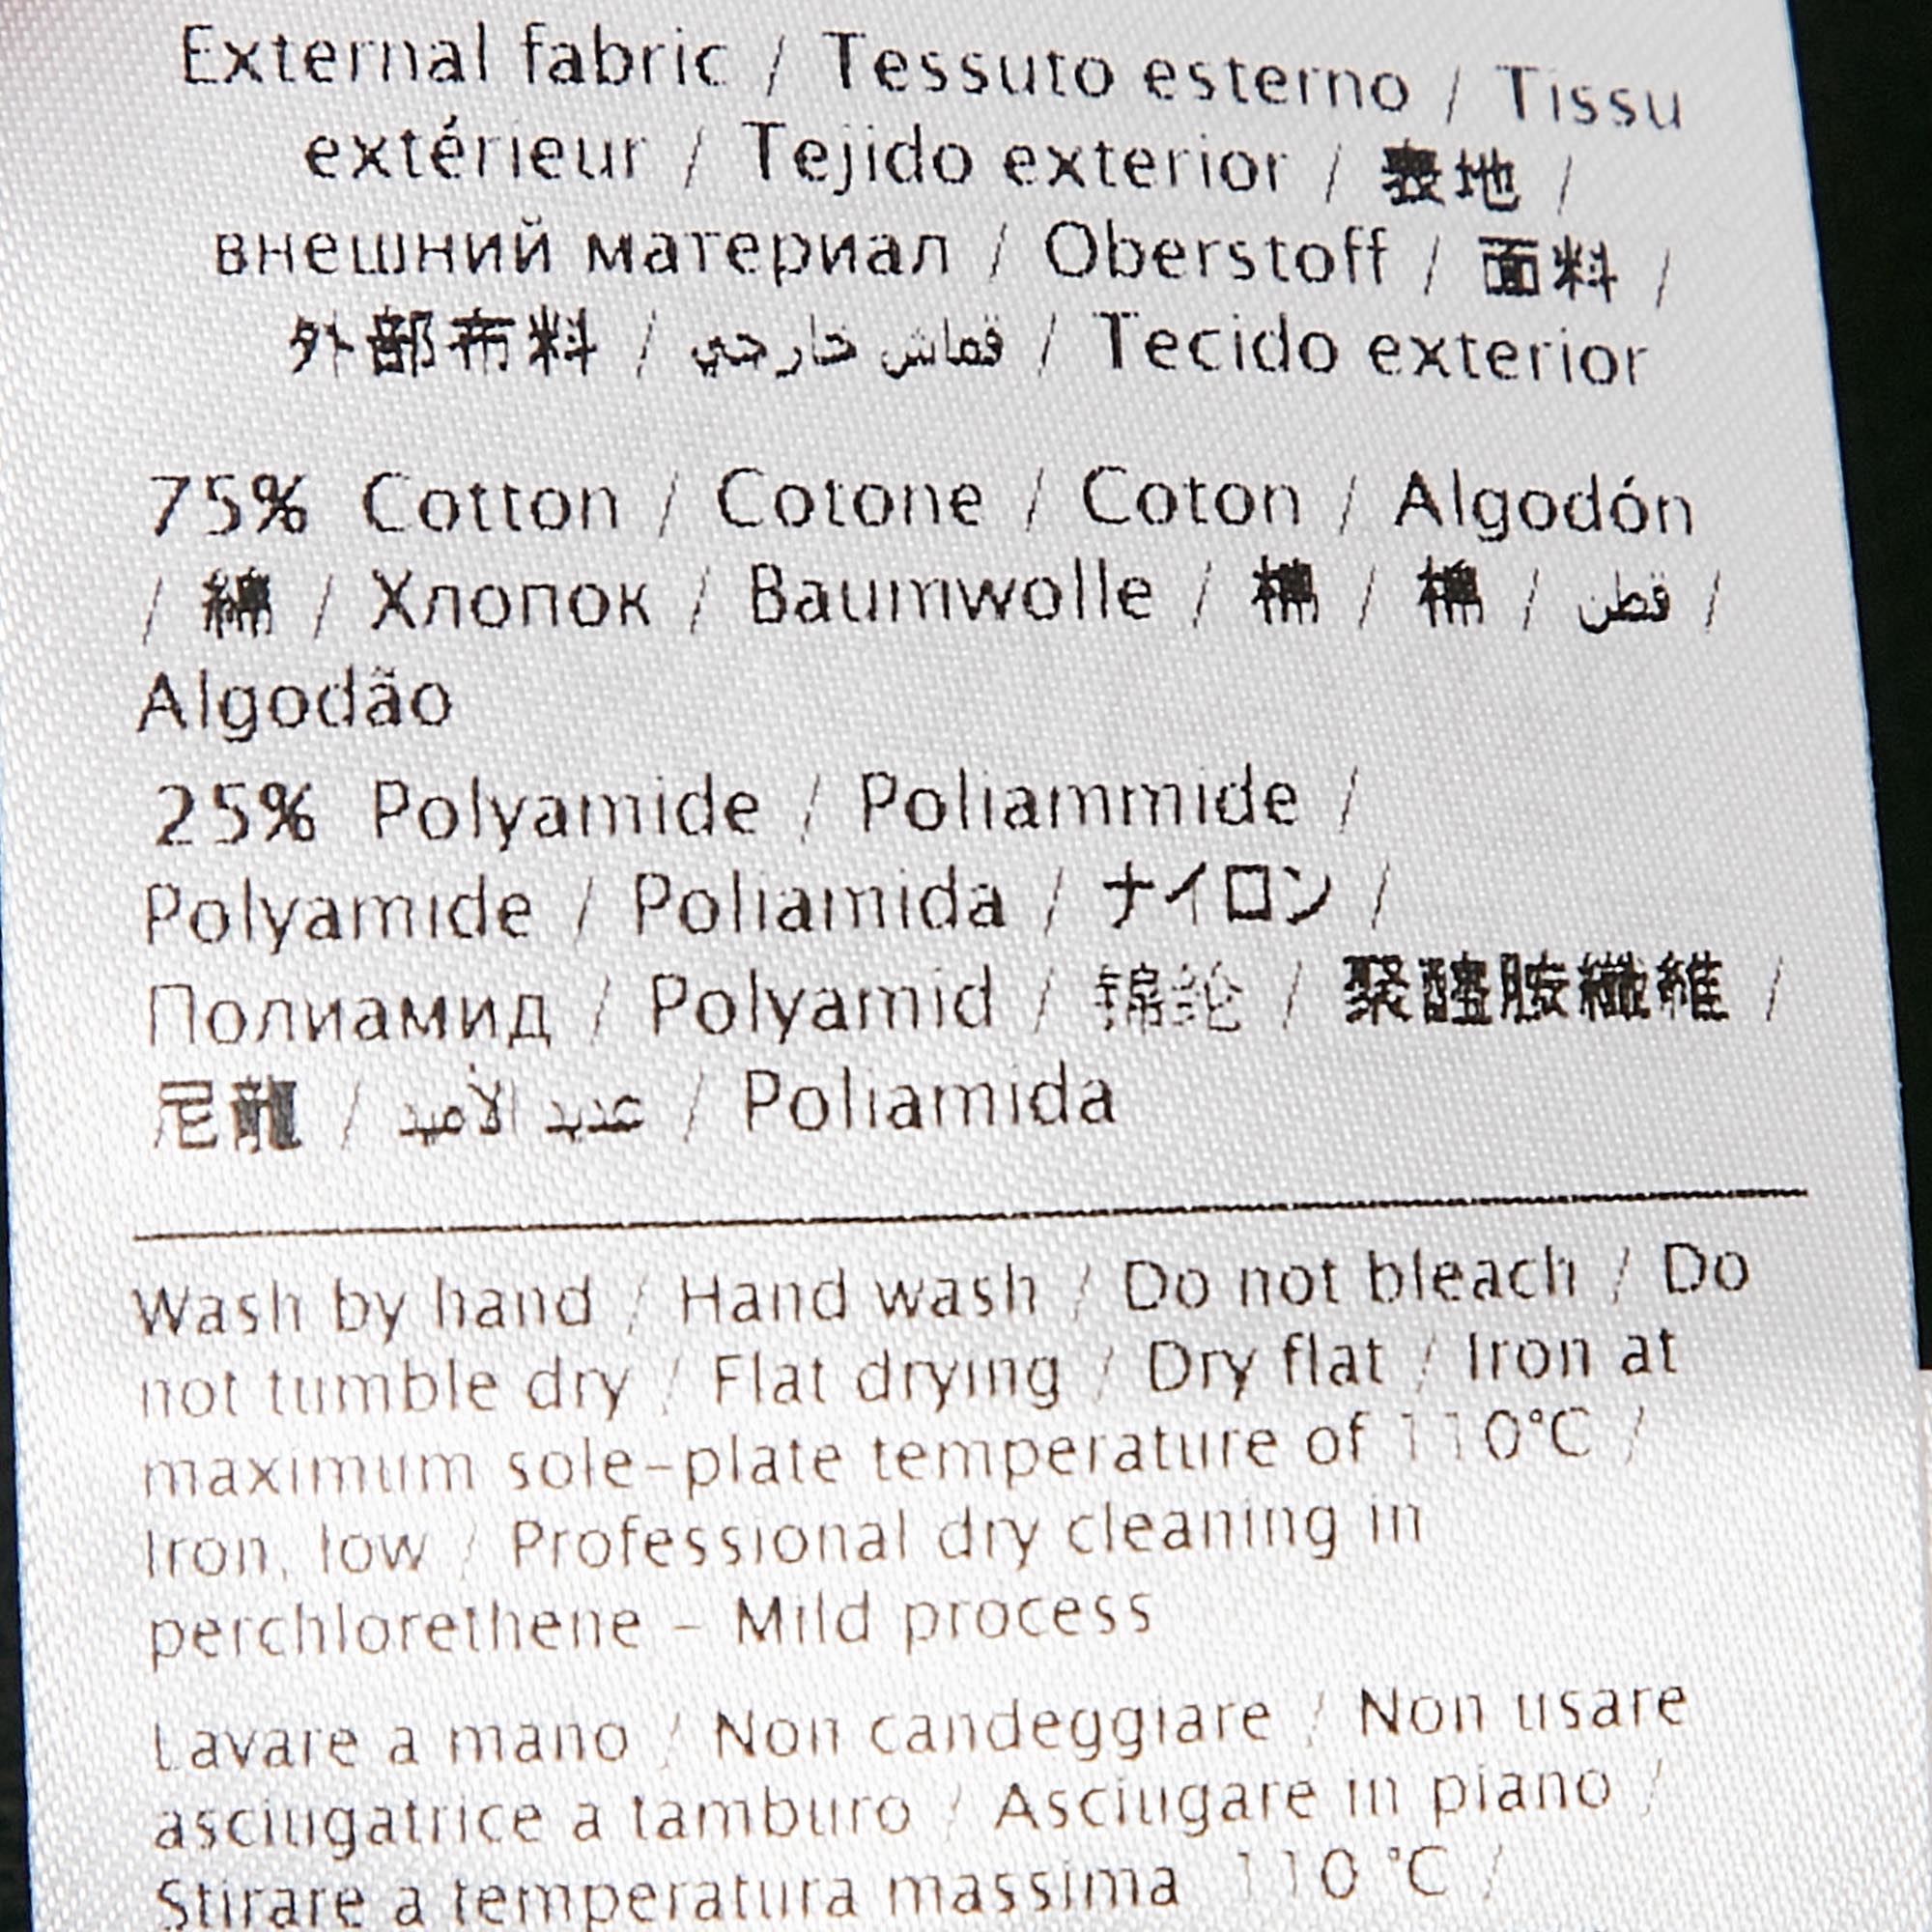 External fabric / Tessuto esterno / Tissu
extérieur / Tejido exterior / 表地 /
внешний материал / Oberstoff / 面料 /
外部布料 / قماش خارجي / Tecido exterior
75% Cotton / Cotone / Coton / Algodón
/ 綿 / Хлопок / Baumwolle / 棉 / 棉 / قطن /
Algodão
25% Polyamide / Poliammide /
Polyamide / Poliamida / ナイロン /
Полиамид / Polyamid / 锦纶 / 聚醯胺纖維 /
尼龍 / عديد الأميد / Poliamida
Wash by hand / Hand wash / Do not bleach / Do
not tumble dry / Flat drying / Dry flat / Iron at
maximum sole-plate temperature of 110°C /
Iron, low / Professional dry cleaning in
perchlorethene - Mild process
Lavare a mano / Non candeggiare / Non usare
asciugatrice a tamburo / Asciugare in piano /
Stirare a temperatura massima 110 °C /